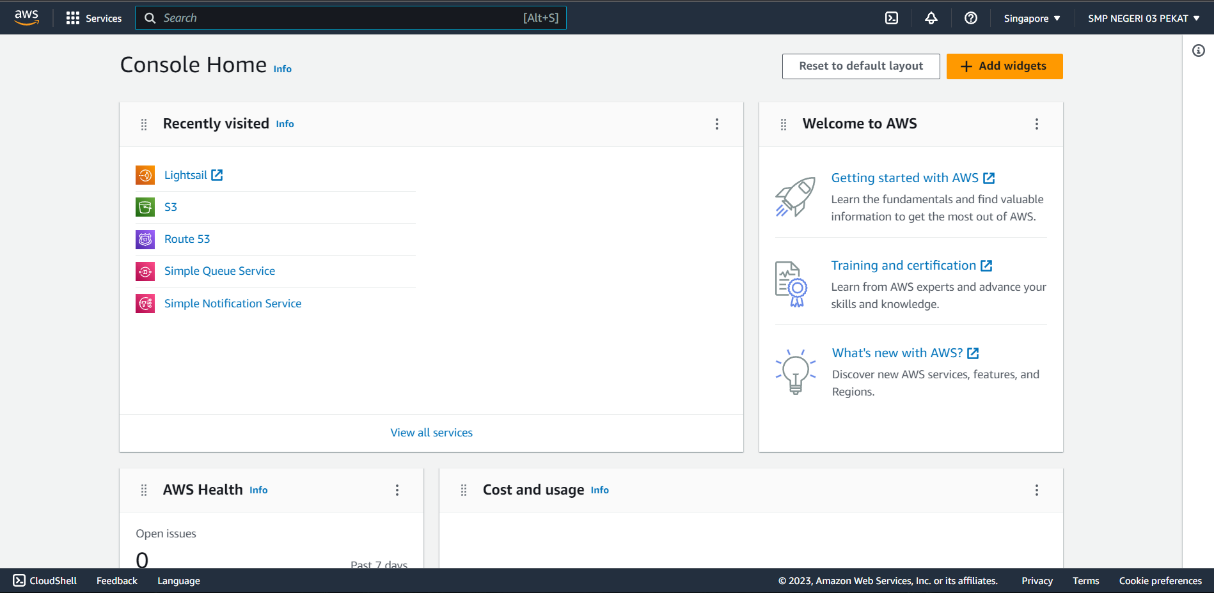 aws
Services
Search
[Alt+S]
Singapore
SMP NEGERI 03 PEKAT
Console Home Info
Reset to default layout
Add widgets
Recently visited Info
Lightsail
S3
Route 53
Simple Queue Service
Simple Notification Service
View all services
Welcome to AWS
Getting started with AWS
Learn the fundamentals and find valuable
information to get the most out of AWS.
Training and certification
Learn from AWS experts and advance your
skills and knowledge.
What's new with AWS?
Discover new AWS services, features, and
Regions.
AWS Health Info
Open issues
0
Past 7 days
Cost and usage Info
CloudShell
Feedback
Language
© 2023, Amazon Web Services, Inc. or its affiliates.
Privacy
Terms
Cookie preferences